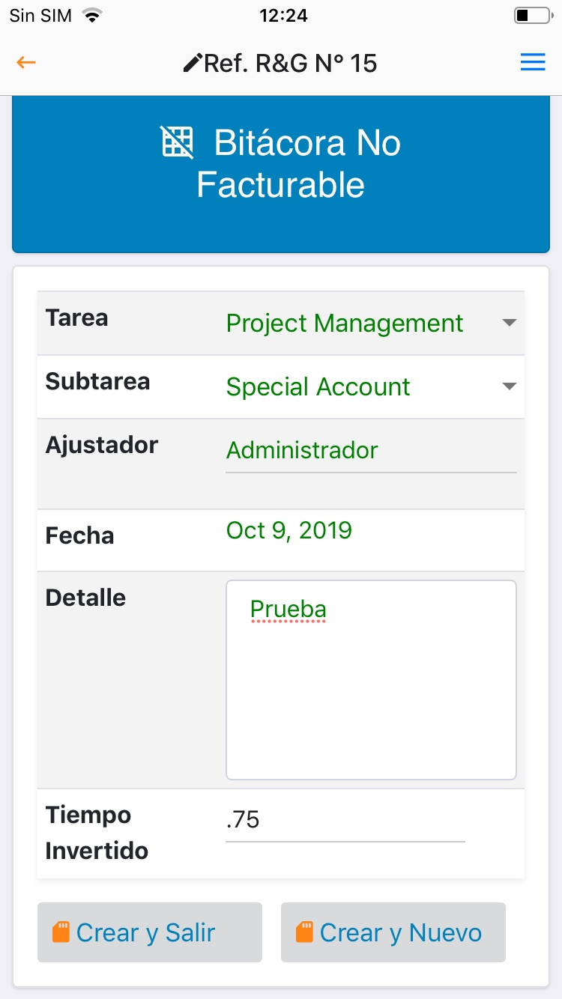 Sin SIM 12:24
Ref. R&G Nº 15
Bitácora No
Facturable
Tarea Project Management
Subtarea Special Account
Ajustador Administrador
Fecha Oct 9, 2019
Detalle Prueba
Tiempo
Invertido .75
Crear y Salir Crear y Nuevo